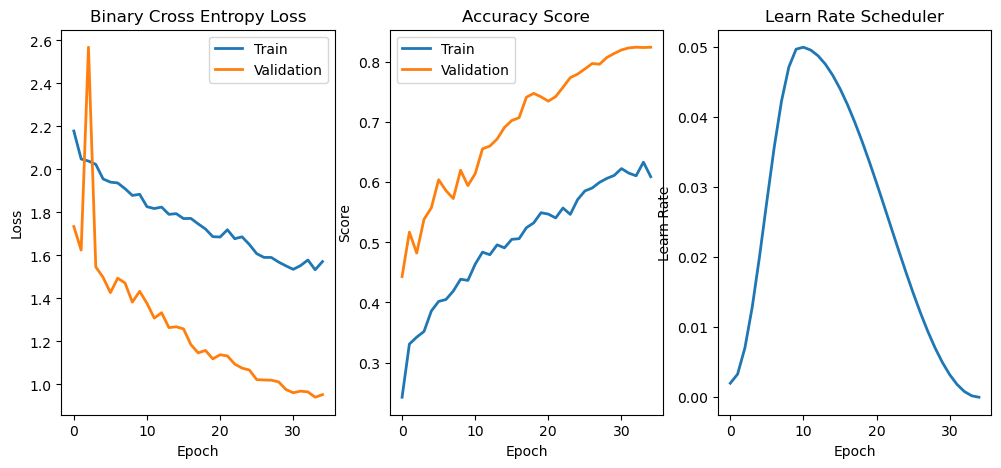 Binary Cross Entropy Loss
2.6
2.4
2.2
2.0
1.8
1.6
1.4
1.2
1.0
Loss
0
10
20
30
Epoch
Train
Validation
Accuracy Score
0.8
0.7
0.6
0.5
0.4
0.3
Score
0
10
20
30
Epoch
Train
Validation
Learn Rate Scheduler
0.05
0.04
0.03
0.02
0.01
0.00
Learn Rate
0
10
20
30
Epoch